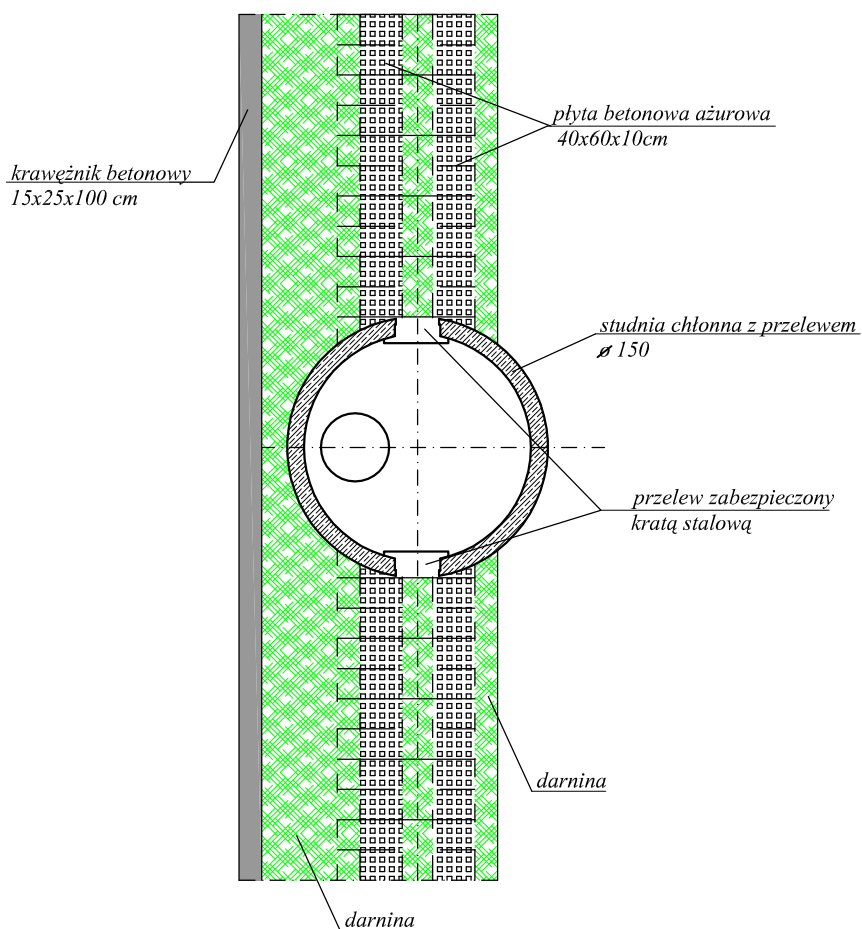 płyta betonowa ażurowa
40x60x10cm
krawężnik betonowy
15x25x100 cm
studnia chłonna z przelewem
ø 150
przelew zabezpieczony
kratą stalową
darnina
darnina